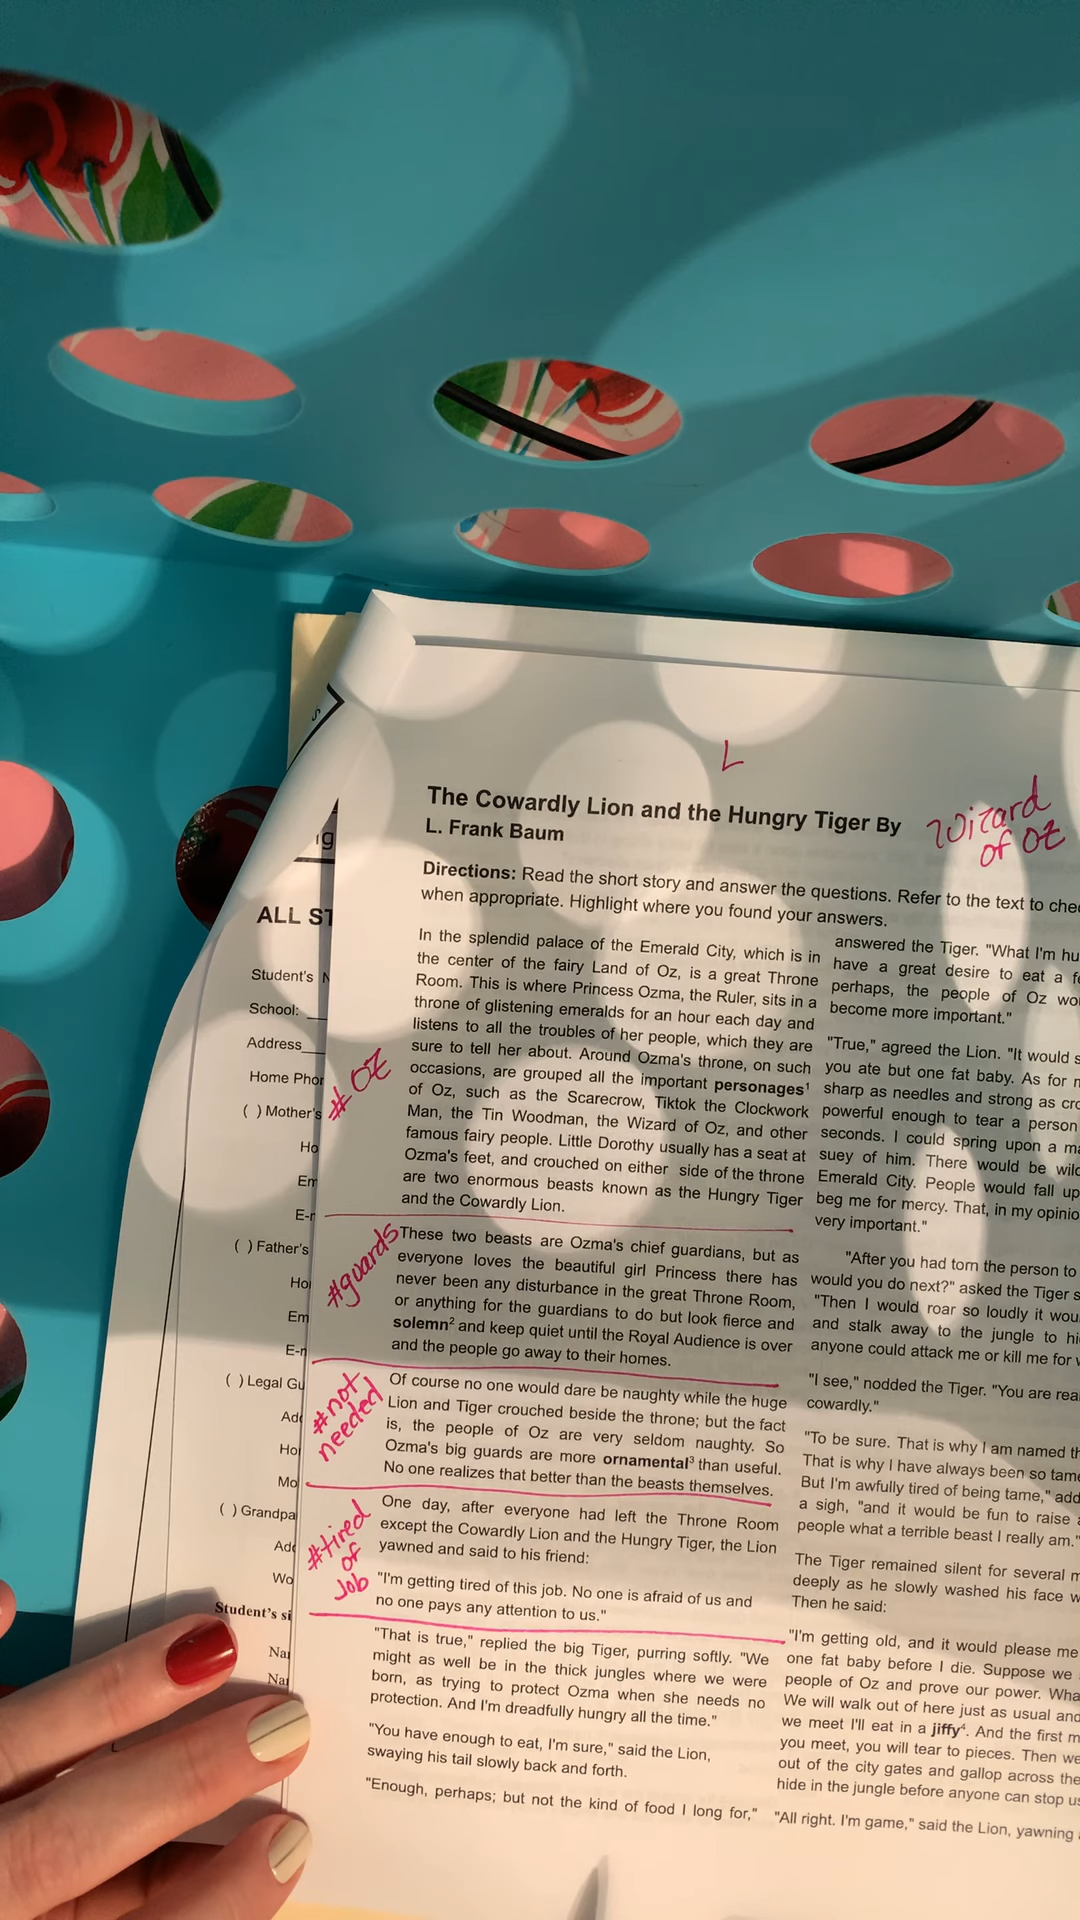 L
The Cowardly Lion and the Hungry Tiger By
L. Frank Baum
Wizard
of Oz
Directions: Read the short story and answer the questions. Refer to the text to
when appropriate. Highlight where you found your answers.
In the splendid palace of the Emerald City, which is in
the center of the fairy Land of Oz, is a great Throne
Room. This is where Princess Ozma, the Ruler, sits in a
throne of glistening emeralds for an hour each day and
listens to all the troubles of her people, which they are
sure to tell her about. Around Ozma's throne, on such
occasions, are grouped all the important personages¹
of Oz, such as the Scarecrow, Tiktok the Clockwork
Man, the Tin Woodman, the Wizard of Oz, and other
famous fairy people. Little Dorothy usually has a seat at
Ozma's feet, and crouched on either side of the throne
are two enormous beasts known as the Hungry Tiger
and the Cowardly Lion.
#OZ
These two beasts are Ozma's chief guardians, but as
everyone loves the beautiful girl Princess there has
never been any disturbance in the great Throne Room,
or anything for the guardians to do but look fierce and
solemn² and keep quiet until the Royal Audience is over
and the people go away to their homes.
#guards
Of course no one would dare be naughty while the huge
Lion and Tiger crouched beside the throne; but the fact
is, the people of Oz are very seldom naughty. So
Ozma's big guards are more ornamental³ than useful.
No one realizes that better than the beasts themselves.
#not
needed
One day, after everyone had left the Throne Room
except the Cowardly Lion and the Hungry Tiger, the Lion
yawned and said to his friend:
"I'm getting tired of this job. No one is afraid of us and
no one pays any attention to us."
#tired
of
Job
"That is true," replied the big Tiger, purring softly. "We
might as well be in the thick jungles where we were
born, as trying to protect Ozma when she needs no
protection. And I'm dreadfully hungry all the time."
"You have enough to eat, I'm sure," said the Lion,
swaying his tail slowly back and forth.
"Enough, perhaps; but not the kind of food I long for,"
answered the Tiger. "What I'm
have a great desire to eat a
perhaps, the people of Oz
become more important."
"True," agreed the Lion. "It would
you ate but one fat baby. As for
sharp as needles and strong as
powerful enough to tear a person
seconds. I could spring upon a
suey of him. There would be
Emerald City. People would fall
beg me for mercy. That, in my
very important."
"After you had torn the person to
would you do next?" asked the Tiger
"Then I would roar so loudly it
and stalk away to the jungle to
anyone could attack me or kill me for
"I see," nodded the Tiger. "You are
cowardly."
"To be sure. That is why I am named
That is why I have always been so
But I'm awfully tired of being tame,"
a sigh, "and it would be fun to raise
people what a terrible beast I really am."
The Tiger remained silent for several
deeply as he slowly washed his face
Then he said:
"I'm getting old, and it would please me
one fat baby before I die. Suppose we
people of Oz and prove our power.
We will walk out of here just as usual and
we meet I'll eat in a jiffy⁴. And the first
you meet, you will tear to pieces. Then
out of the city gates and gallop across the
hide in the jungle before anyone can stop
"All right. I'm game," said the Lion, yawning
ALL
Student's
School:
Address
Home
( ) Mother's
( ) Father's
( ) Legal
( )
Student's